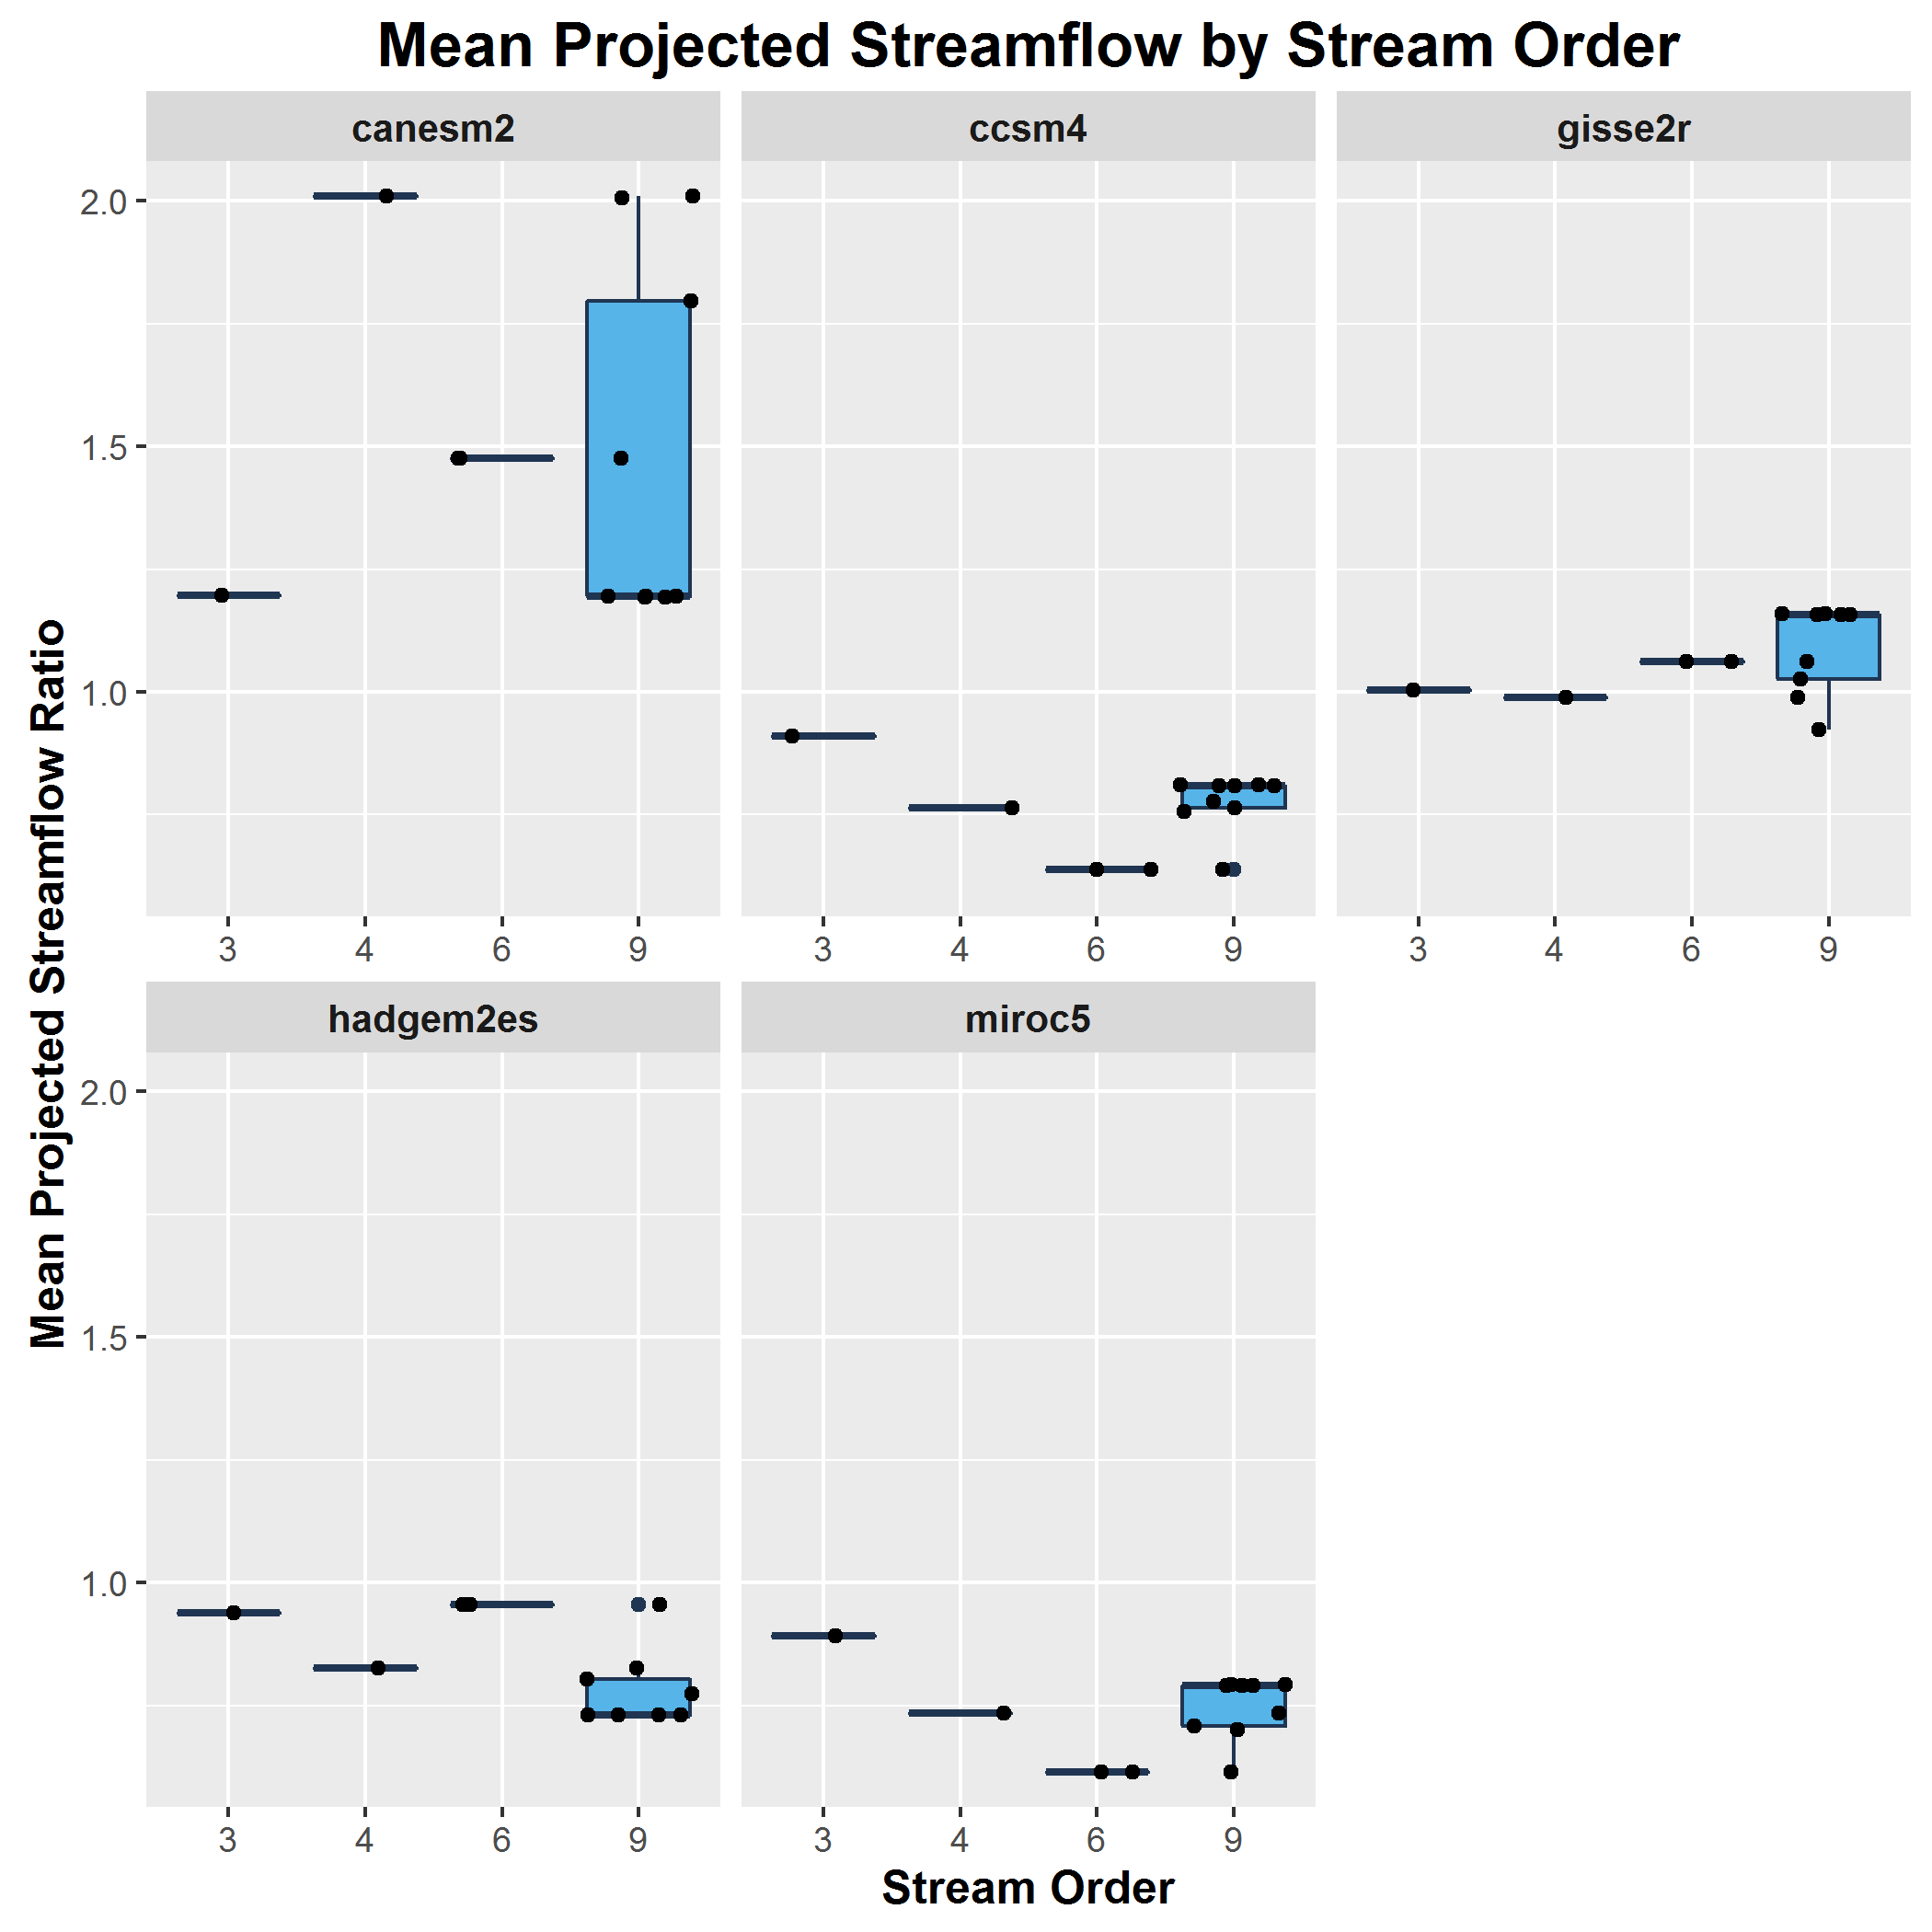 Mean Projected Streamflow by Stream Order
canesm2
ccsm4
gisse2r
2.0
1.5
1.0
3 4 6 9
3 4 6 9
3 4 6 9
Mean Projected Streamflow Ratio
hadgem2es
miroc5
2.0
1.5
1.0
3 4 6 9
3 4 6 9
Stream Order